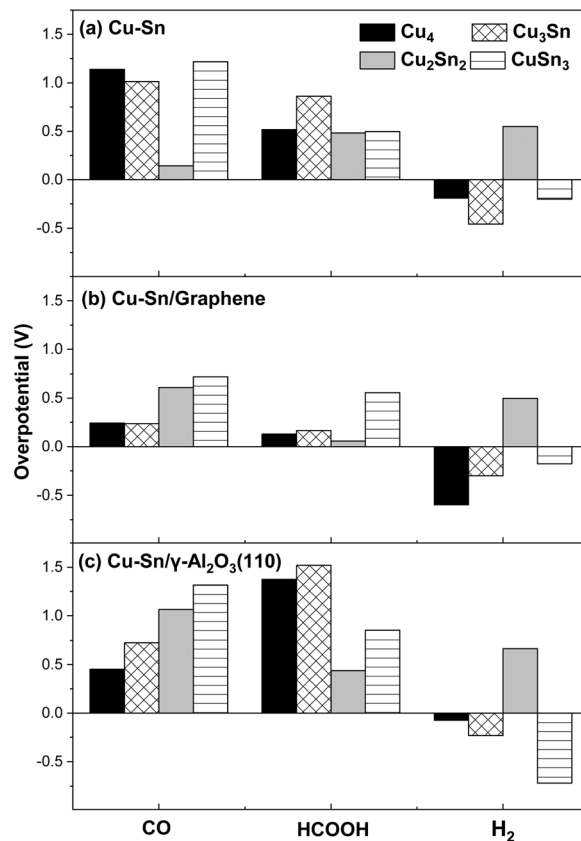 (a) Cu-Sn
Cu₄ Cu₃Sn
Cu₂Sn₂ CuSn₃
1.5
1.0
0.5
0.0
-0.5
(b) Cu-Sn/Graphene
1.5
1.0
0.5
0.0
-0.5
Overpotential (V)
(c) Cu-Sn/γ-Al₂O₃(110)
1.5
1.0
0.5
0.0
-0.5
CO HCOOH H₂